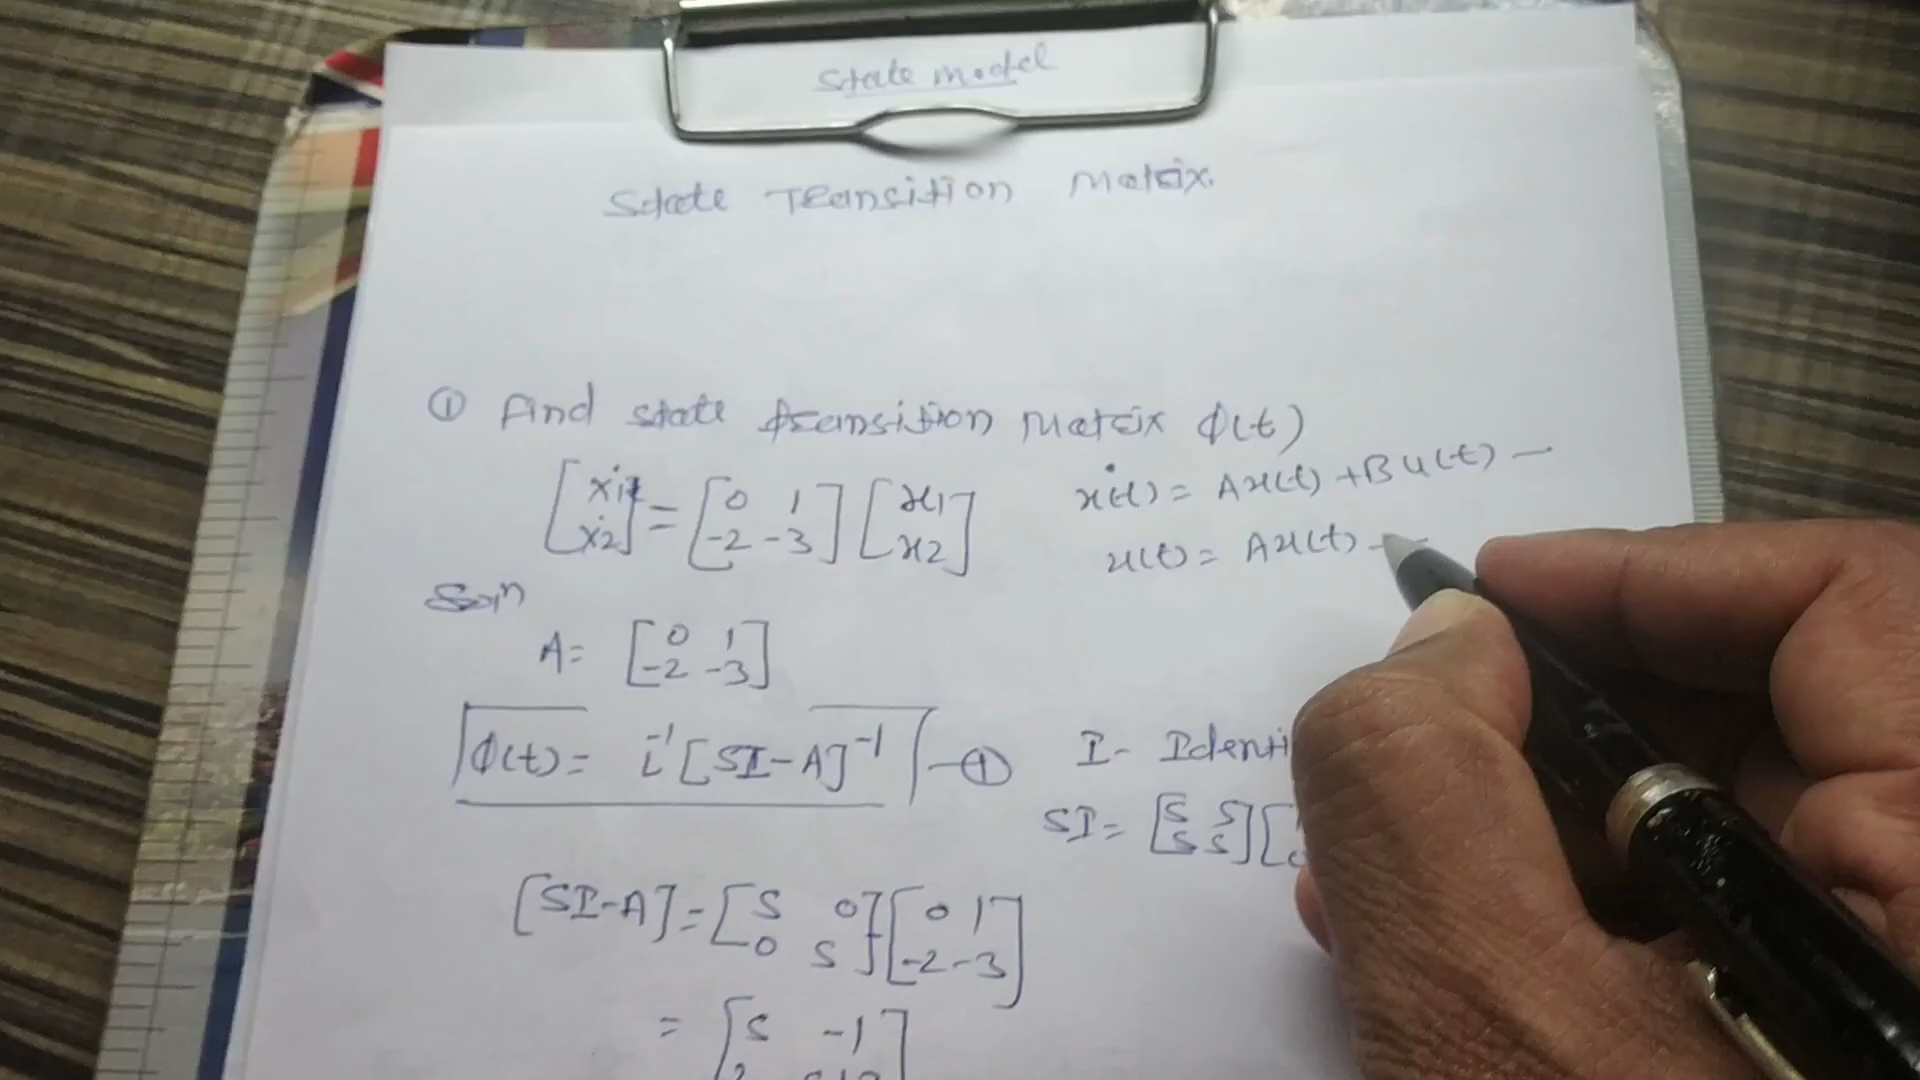 State model
State Transition Matrix.
① Find state transition Matrix ϕ(t)
[ẋ1 ẋ2] = [0 1 -2 -3] [x1 x2]
ẋ(t) = Ax(t) + Bu(t) —
x(t) = Ax(t) —
Soln
A = [0 1 -2 -3]
ϕ(t) = L⁻¹[SI-A]⁻¹ — ①
I - Identi
SI = [S S S S] [
[SI-A] = [S 0 0 S] - [0 1 -2 -3]
= [S -1